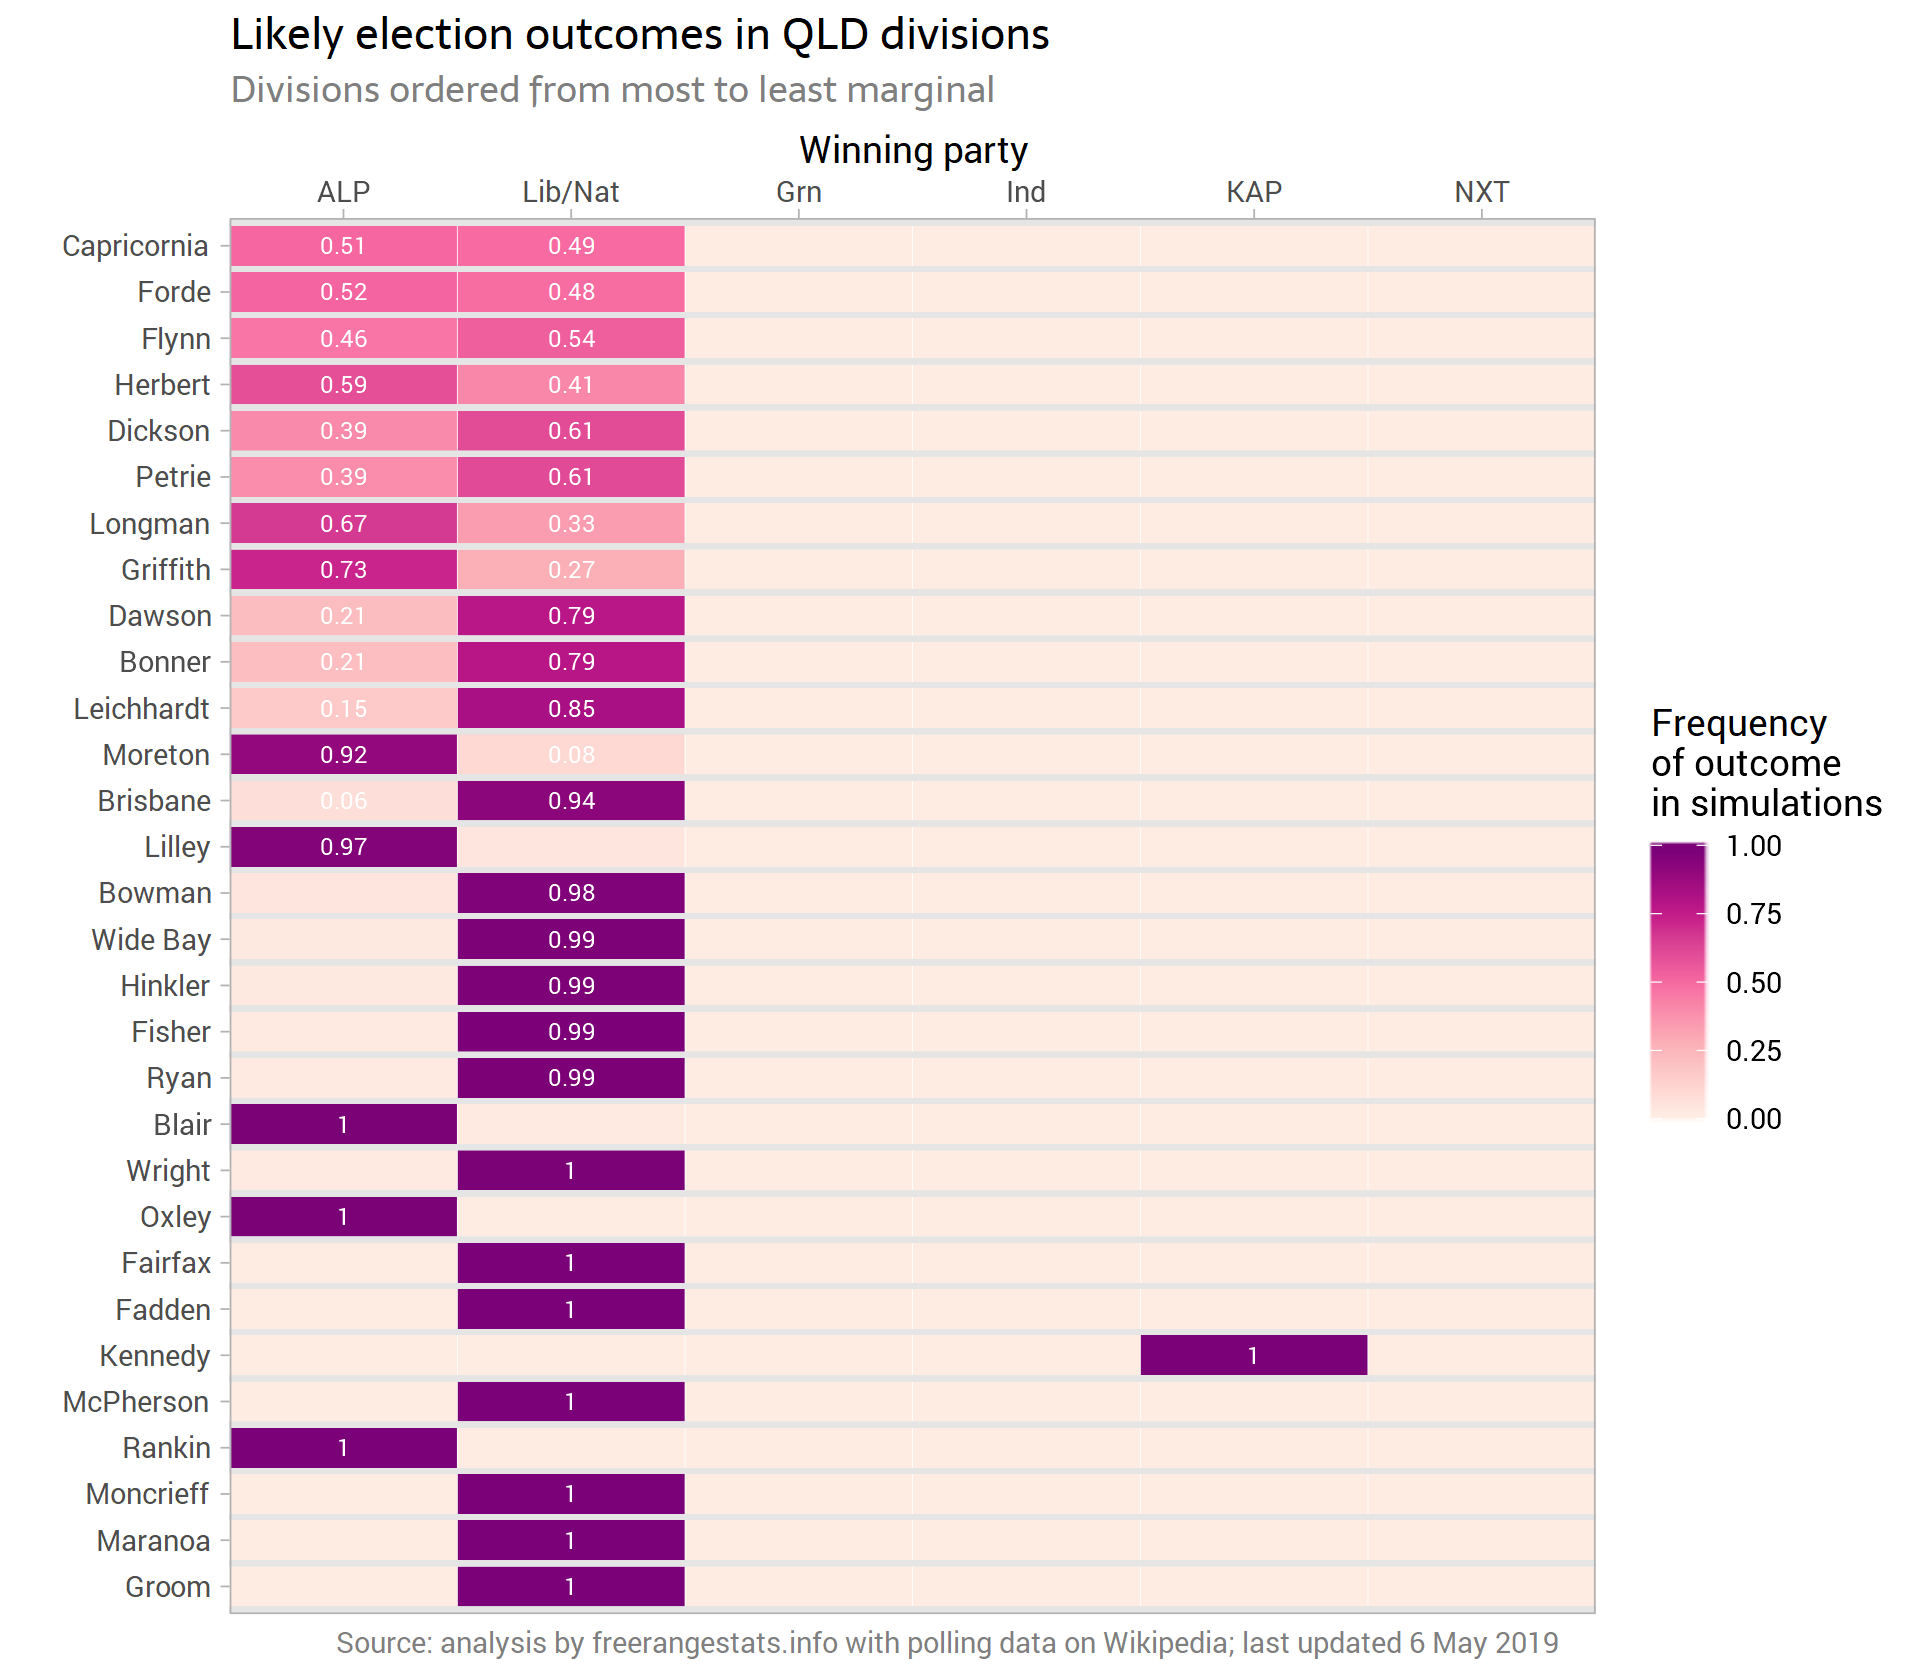 Likely election outcomes in QLD divisions
Divisions ordered from most to least marginal
Winning party
ALP Lib/Nat Grn Ind KAP NXT
Capricornia 0.51 0.49
Forde 0.52 0.48
Flynn 0.46 0.54
Herbert 0.59 0.41
Dickson 0.39 0.61
Petrie 0.39 0.61
Longman 0.67 0.33
Griffith 0.73 0.27
Dawson 0.21 0.79
Bonner 0.21 0.79
Leichhardt 0.15 0.85
Moreton 0.92 0.08
Brisbane 0.06 0.94
Lilley 0.97
Bowman 0.98
Wide Bay 0.99
Hinkler 0.99
Fisher 0.99
Ryan 0.99
Blair 1
Wright 1
Oxley 1
Fairfax 1
Fadden 1
Kennedy 1
McPherson 1
Rankin 1
Moncrieff 1
Maranoa 1
Groom 1
Frequency
of outcome
in simulations
1.00
0.75
0.50
0.25
0.00
Source: analysis by freerangestats.info with polling data on Wikipedia; last updated 6 May 2019